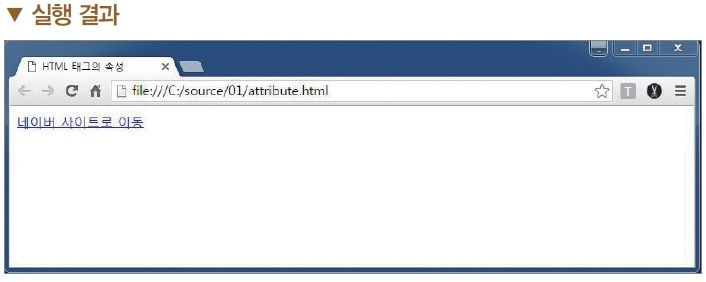 ▼ 실행 결과
HTML 태그의 속성
file:///C:/source/01/attribute.html
T
네이버 사이트로 이동